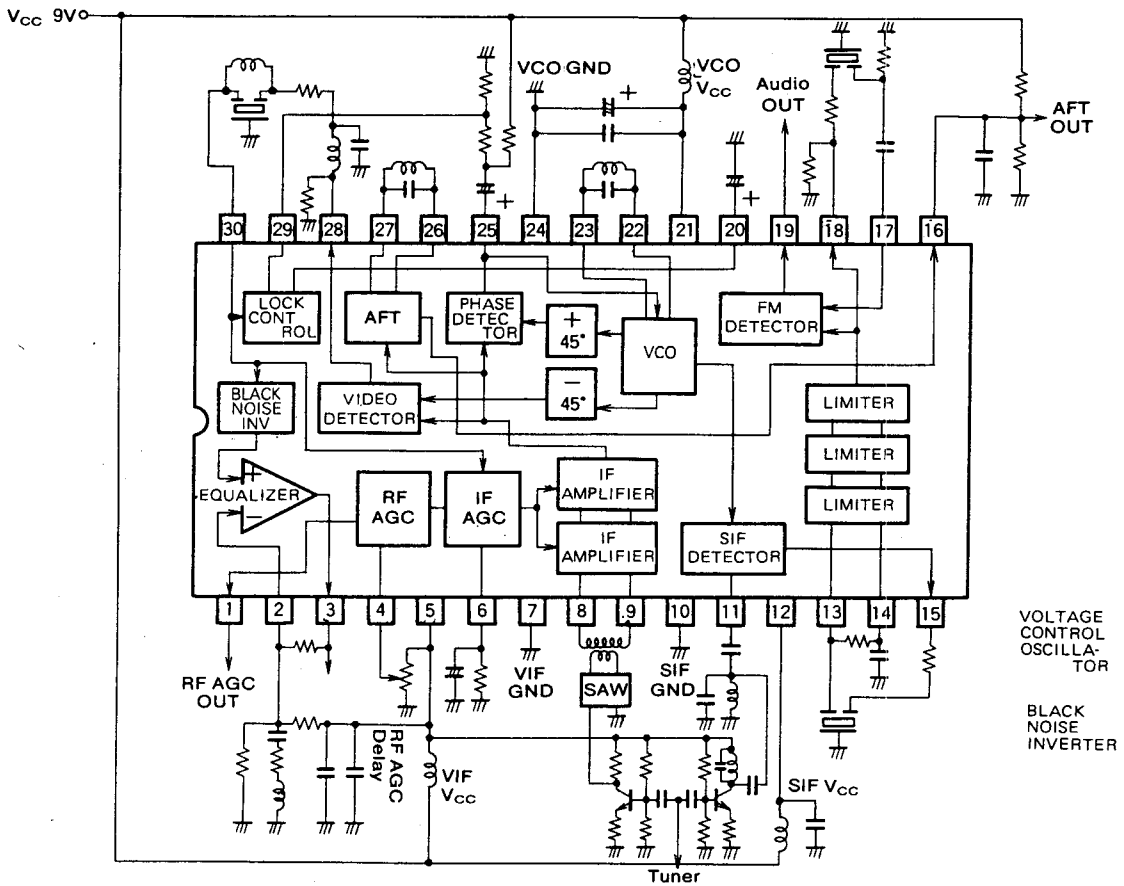 VCC 9V
VCO GND
+
VCO
VCC
Audio
OUT
AFT
OUT
+
+
30
29
28
27
26
25
24
23
22
21
20
19
18
17
16
LOCK
CONT
ROL
AFT
PHASE
DETEC
TOR
+
45°
VCO
FM
DETECTOR
BLACK
NOISE
INV
VIDEO
DETECTOR
−
45°
LIMITER
LIMITER
LIMITER
+
EQUALIZER
−
RF
AGC
IF
AGC
IF
AMPLIFIER
IF
AMPLIFIER
SIF
DETECTOR
1
2
3
4
5
6
7
8
9
10
11
12
13
14
15
RF AGC
OUT
VIF
GND
SIF
GND
SAW
RF AGC
Delay
VIF
VCC
SIF VCC
Tuner
VOLTAGE
CONTROL
OSCILLA-
TOR
BLACK
NOISE
INVERTER